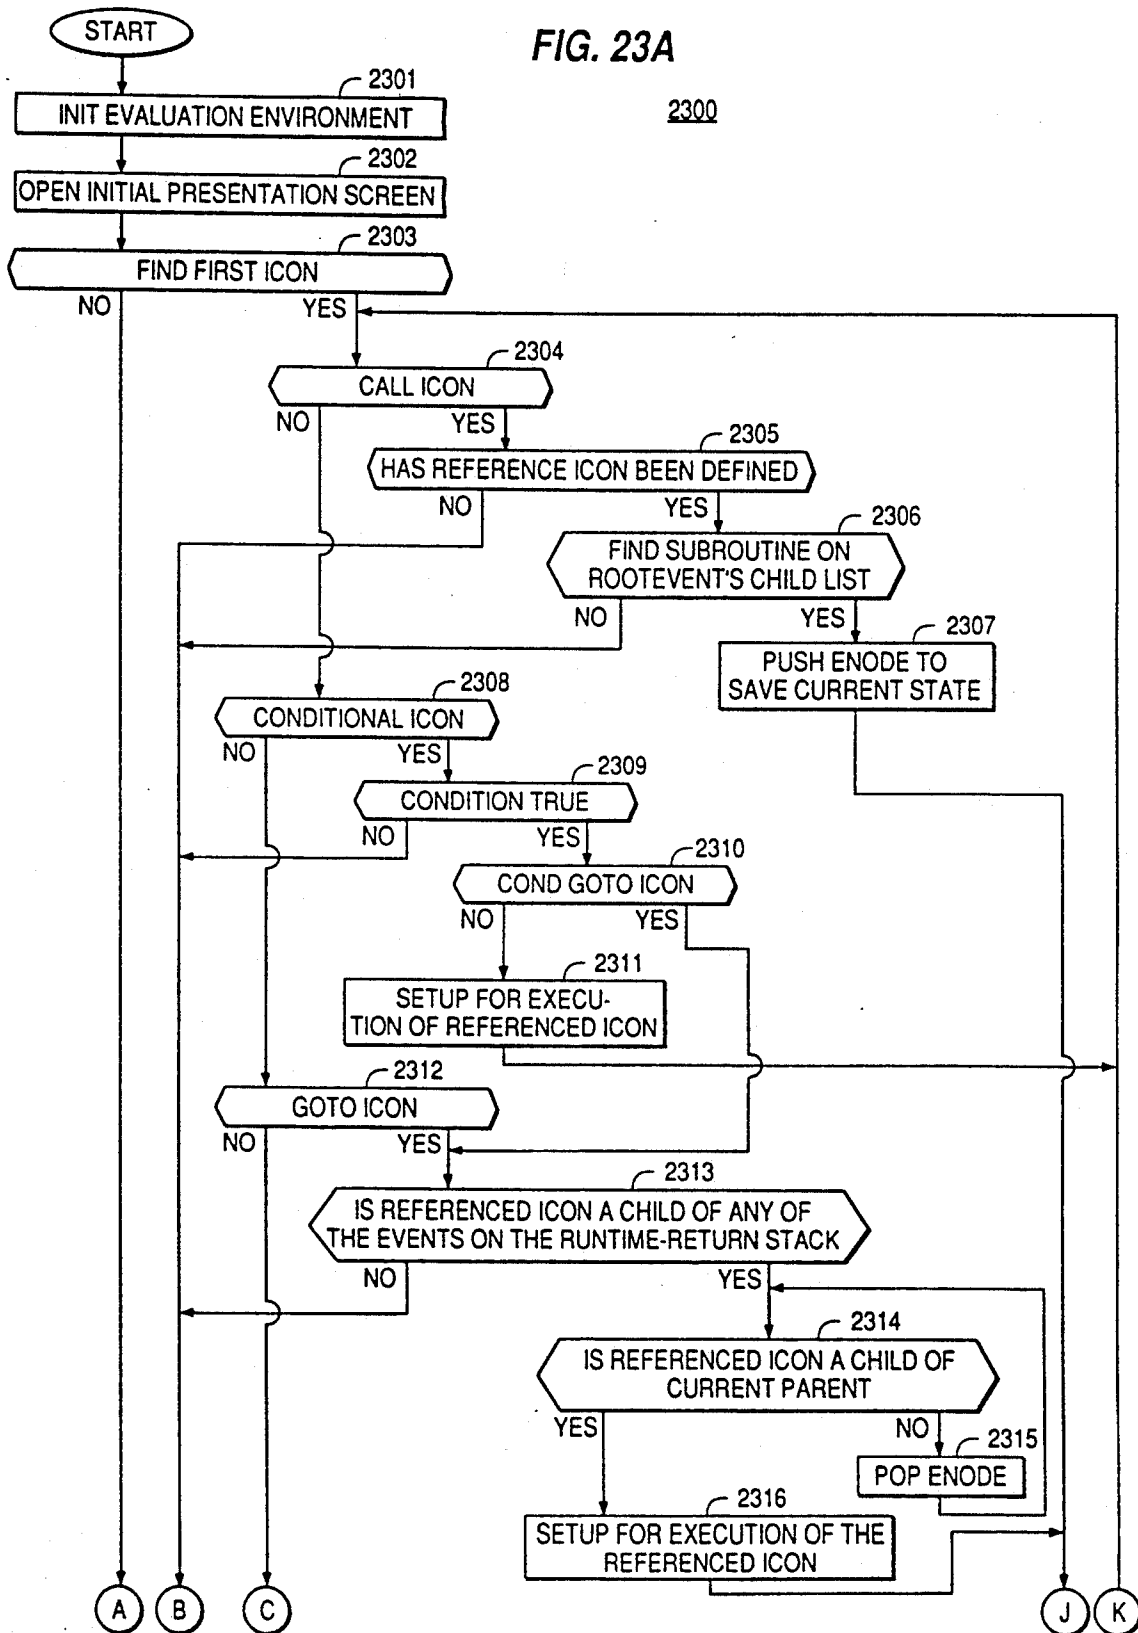 START
FIG. 23A
2300
2301
INIT EVALUATION ENVIRONMENT
2302
OPEN INITIAL PRESENTATION SCREEN
2303
FIND FIRST ICON
NO
YES
2304
CALL ICON
NO
YES
2305
HAS REFERENCE ICON BEEN DEFINED
NO
YES
2306
FIND SUBROUTINE ON
ROOTEVENT'S CHILD LIST
NO
YES
2307
PUSH ENODE TO
SAVE CURRENT STATE
2308
CONDITIONAL ICON
NO
YES
2309
CONDITION TRUE
NO
YES
2310
COND GOTO ICON
NO
YES
2311
SETUP FOR EXECU-
TION OF REFERENCED ICON
2312
GOTO ICON
NO
YES
2313
IS REFERENCED ICON A CHILD OF ANY OF
THE EVENTS ON THE RUNTIME-RETURN STACK
NO
YES
2314
IS REFERENCED ICON A CHILD OF
CURRENT PARENT
YES
NO
2315
POP ENODE
2316
SETUP FOR EXECUTION OF THE
REFERENCED ICON
A
B
C
J
K